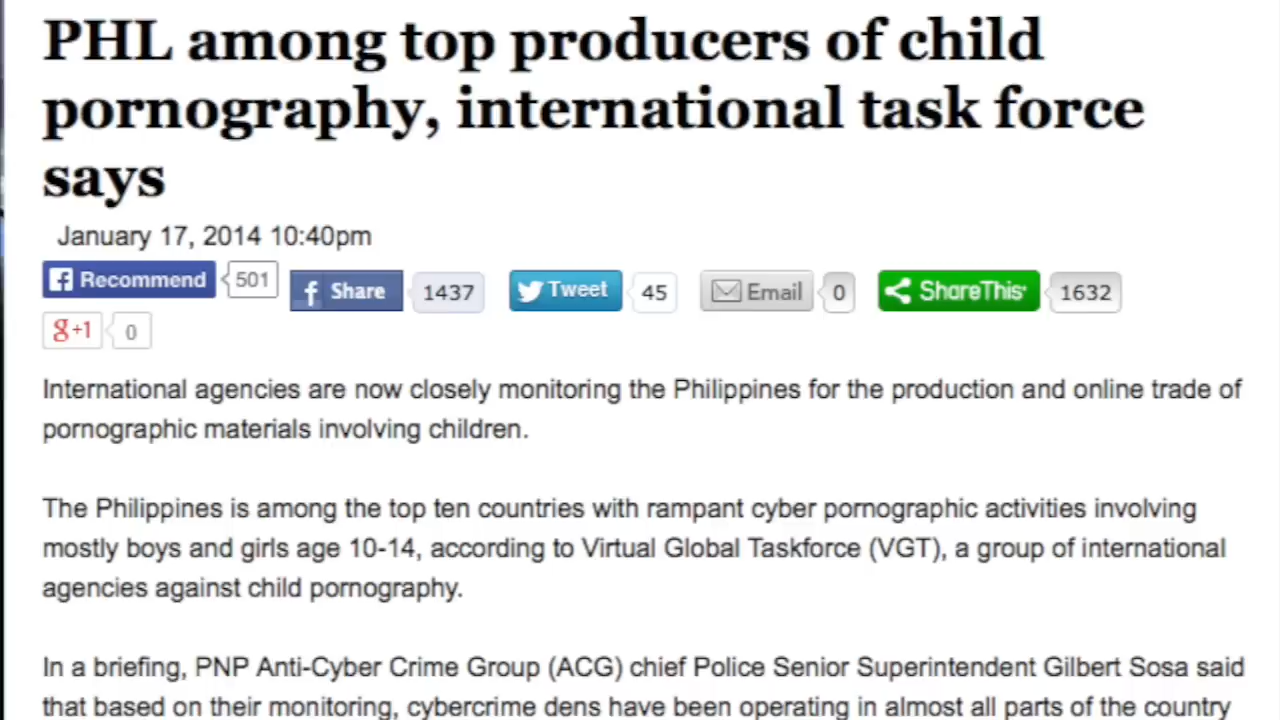 PHL among top producers of child
pornography, international task force
says
January 17, 2014 10:40pm
Recommend 501 Share 1437 Tweet 45 Email 0 ShareThis 1632
g+1 0
International agencies are now closely monitoring the Philippines for the production and online trade of
pornographic materials involving children.
The Philippines is among the top ten countries with rampant cyber pornographic activities involving
mostly boys and girls age 10-14, according to Virtual Global Taskforce (VGT), a group of international
agencies against child pornography.
In a briefing, PNP Anti-Cyber Crime Group (ACG) chief Police Senior Superintendent Gilbert Sosa said
that based on their monitoring, cybercrime dens have been operating in almost all parts of the country